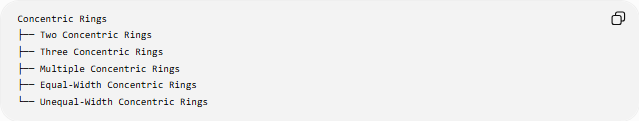 Concentric Rings
├── Two Concentric Rings
├── Three Concentric Rings
├── Multiple Concentric Rings
├── Equal-Width Concentric Rings
└── Unequal-Width Concentric Rings